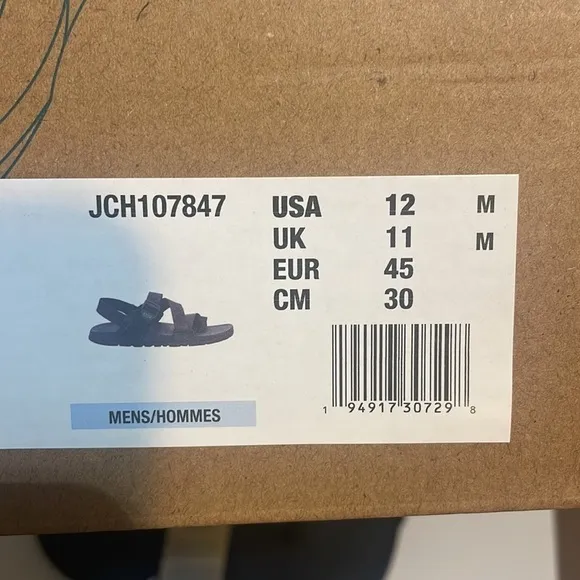 JCH107847
USA 12 M
UK 11 M
EUR 45
CM 30
MENS/HOMMES
1 94917 30729 8